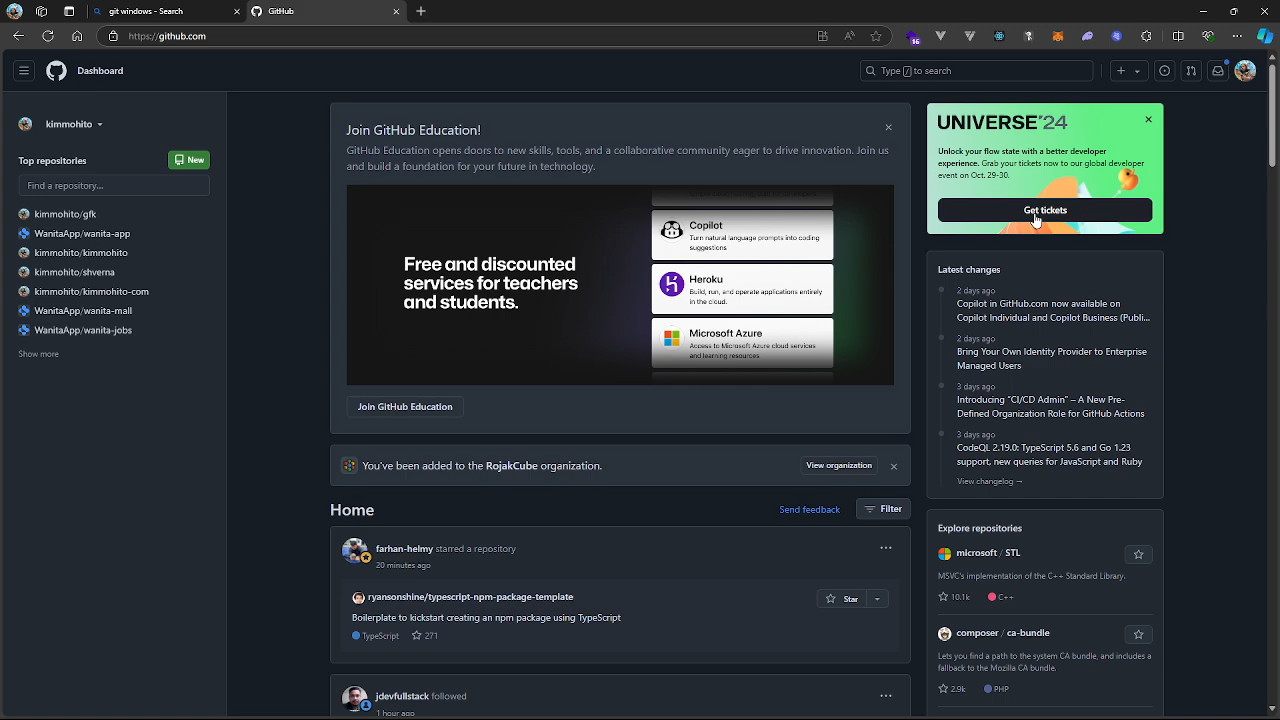 git windows - Search
GitHub
https://github.com
16
Dashboard
Type / to search
kimmohito
Top repositories
New
Find a repository...
kimmohito/gfk
WanitaApp/wanita-app
kimmohito/kimmohito
kimmohito/shverna
kimmohito/kimmohito-com
WanitaApp/wanita-mall
WanitaApp/wanita-jobs
Show more
Join GitHub Education!
GitHub Education opens doors to new skills, tools, and a collaborative community eager to drive innovation. Join us
and build a foundation for your future in technology.
Free and discounted
services for teachers
and students.
Copilot
Turn natural language prompts into coding
suggestions
Heroku
Build, run, and operate applications entirely
in the cloud.
Microsoft Azure
Access to Microsoft Azure cloud services
and learning resources
Join GitHub Education
You've been added to the RojakCube organization.
View organization
Home
Send feedback
Filter
farhan-helmy starred a repository
20 minutes ago
ryansonshine/typescript-npm-package-template
Star
Boilerplate to kickstart creating an npm package using TypeScript
TypeScript
271
jdevfullstack followed
1 hour ago
UNIVERSE'24
Unlock your flow state with a better developer
experience. Grab your tickets now to our global developer
event on Oct. 29-30.
Get tickets
Latest changes
2 days ago
Copilot in GitHub.com now available on
Copilot Individual and Copilot Business (Publi...
2 days ago
Bring Your Own Identity Provider to Enterprise
Managed Users
3 days ago
Introducing "CI/CD Admin" – A New Pre-
Defined Organization Role for GitHub Actions
3 days ago
CodeQL 2.19.0: TypeScript 5.6 and Go 1.23
support, new queries for JavaScript and Ruby
View changelog →
Explore repositories
microsoft / STL
MSVC's implementation of the C++ Standard Library.
10.1k
C++
composer / ca-bundle
Lets you find a path to the system CA bundle, and includes a
fallback to the Mozilla CA bundle.
2.9k
PHP